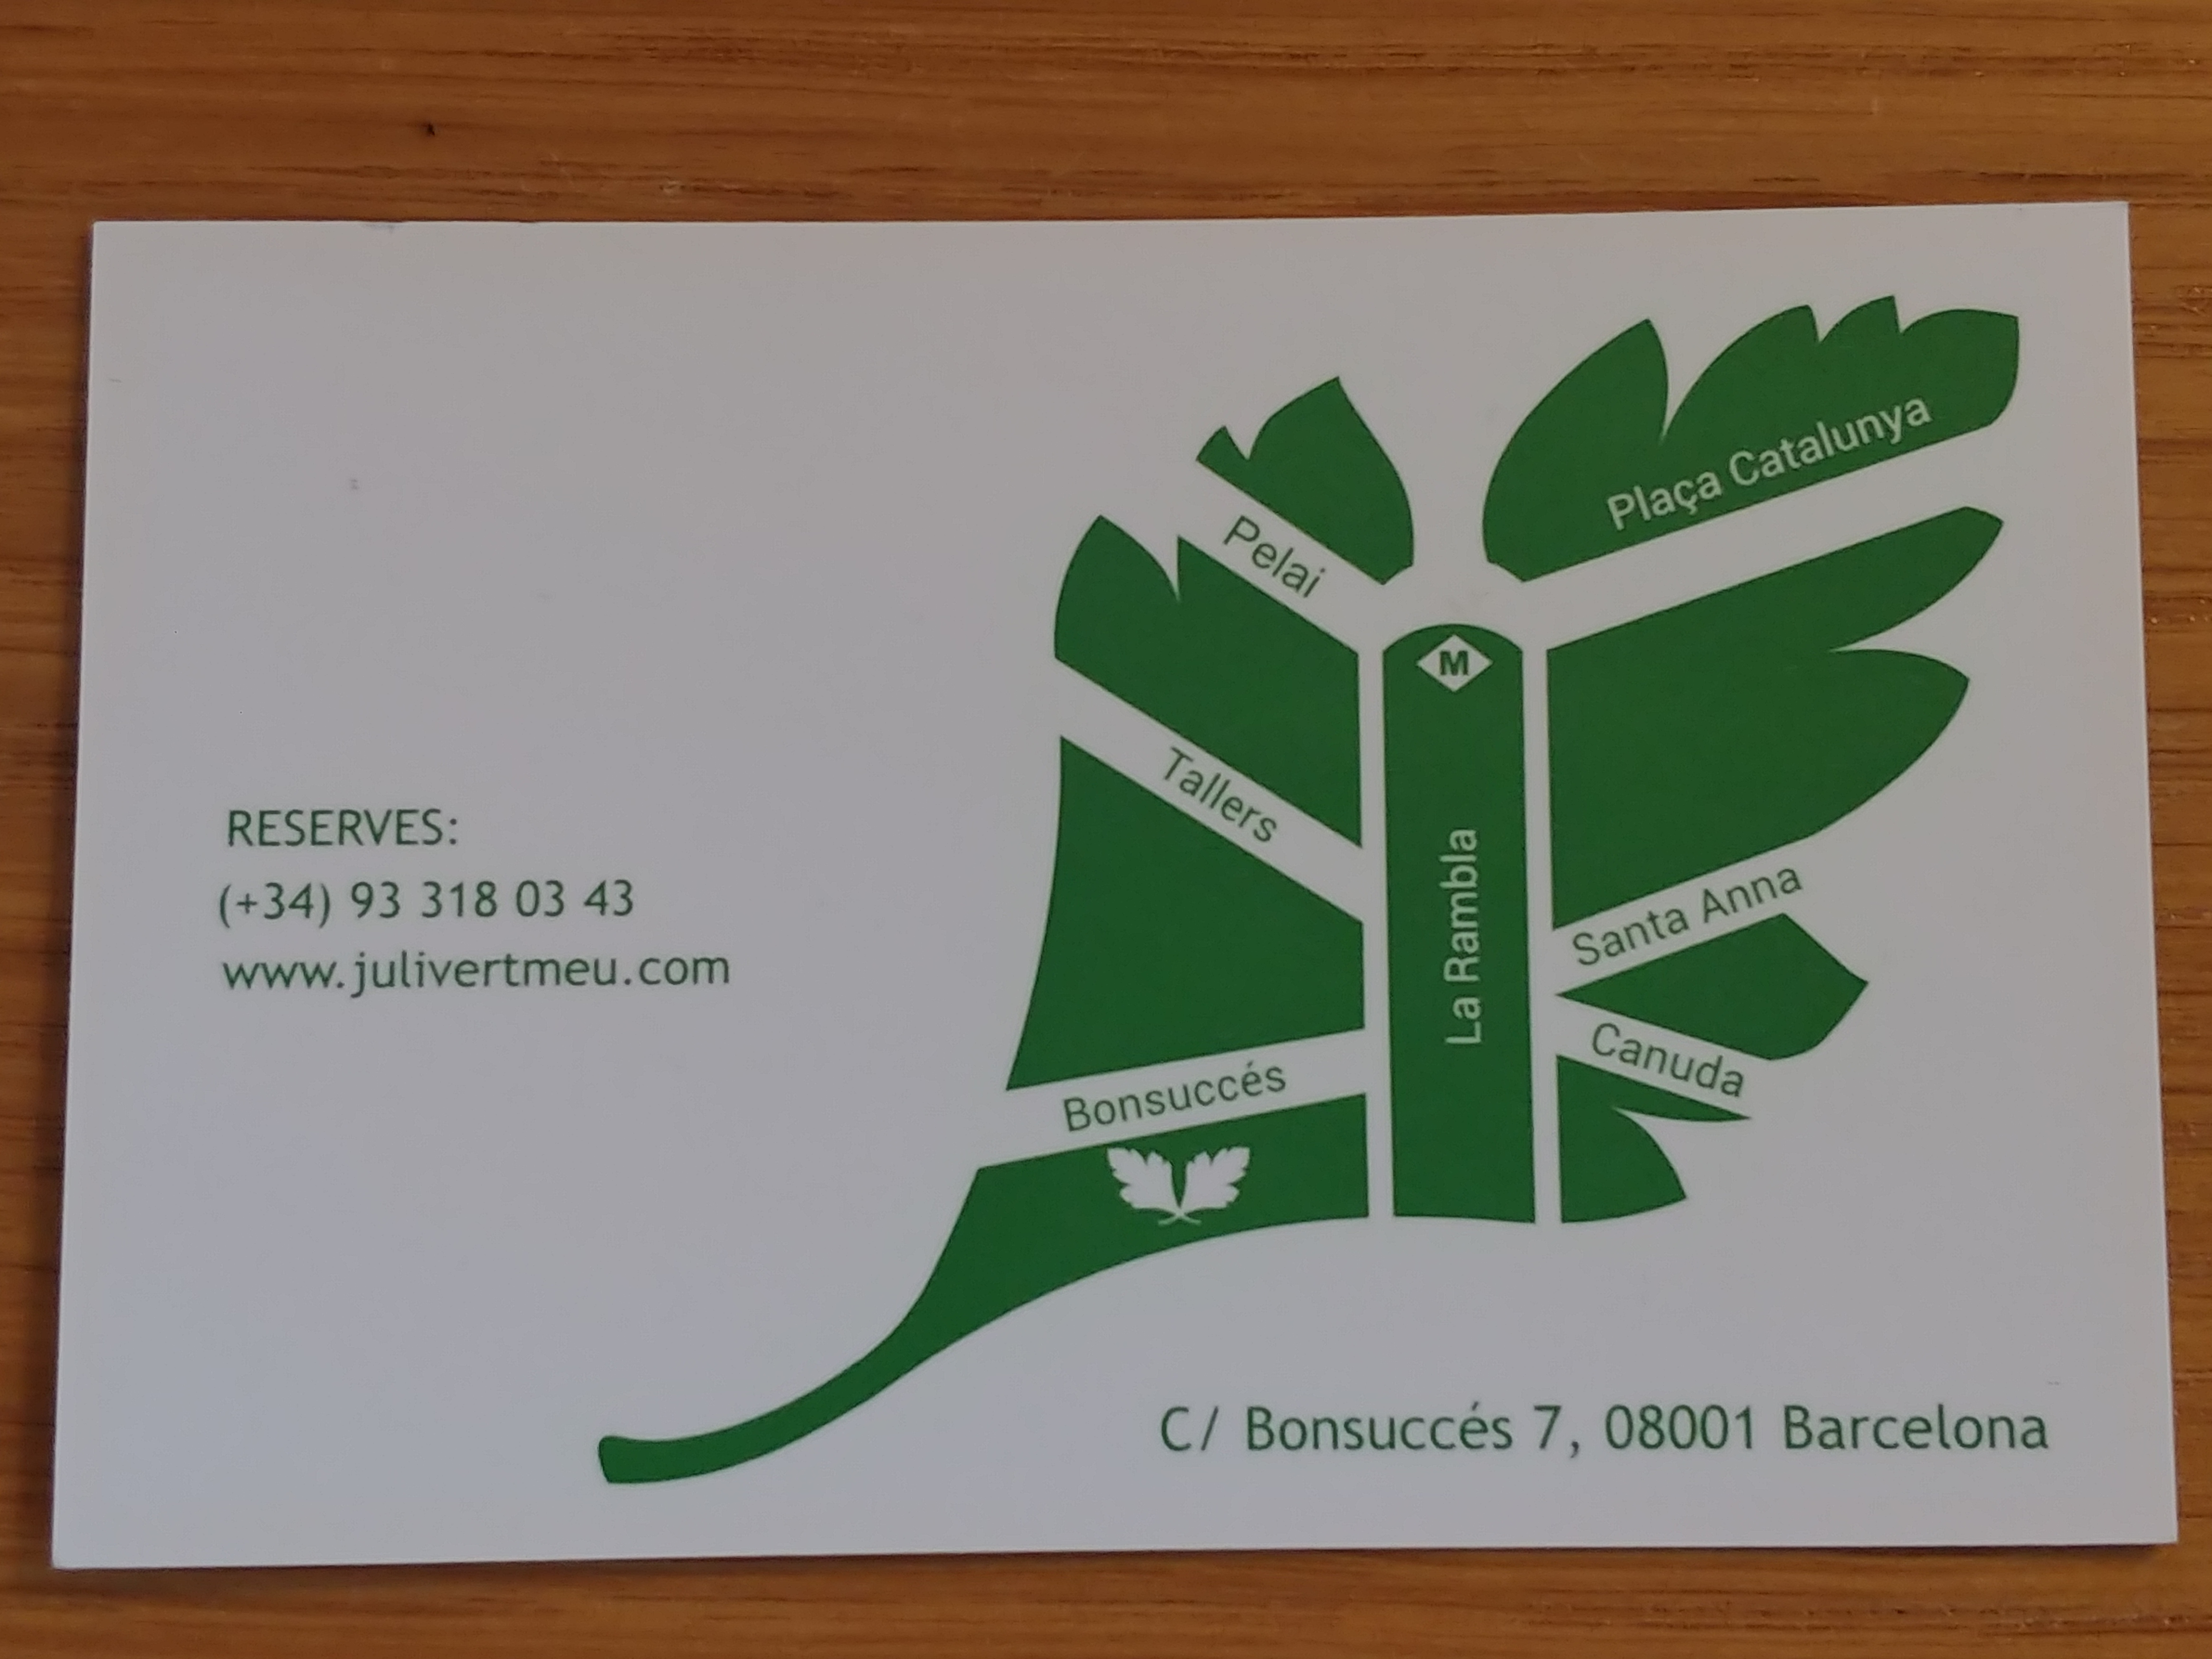 Plaça Catalunya
Pelai
M
Tallers
La Rambla
Santa Anna
Canuda
Bonsuccés
RESERVES:
(+34) 93 318 03 43
www.julivertmeu.com
C/ Bonsuccés 7, 08001 Barcelona